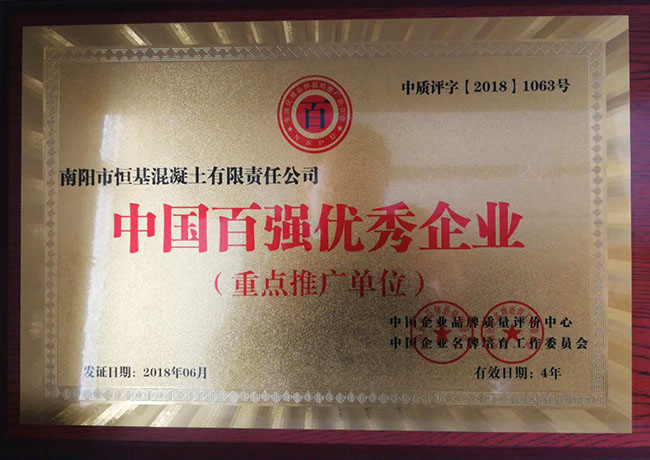 中质评字【2018】1063号
百
NSPU
南阳市恒基混凝土有限责任公司
中国百强优秀企业
（重点推广单位）
中国企业品牌质量评价中心
中国企业名牌培育工作委员会
发证日期：2018年06月
有效日期：4年